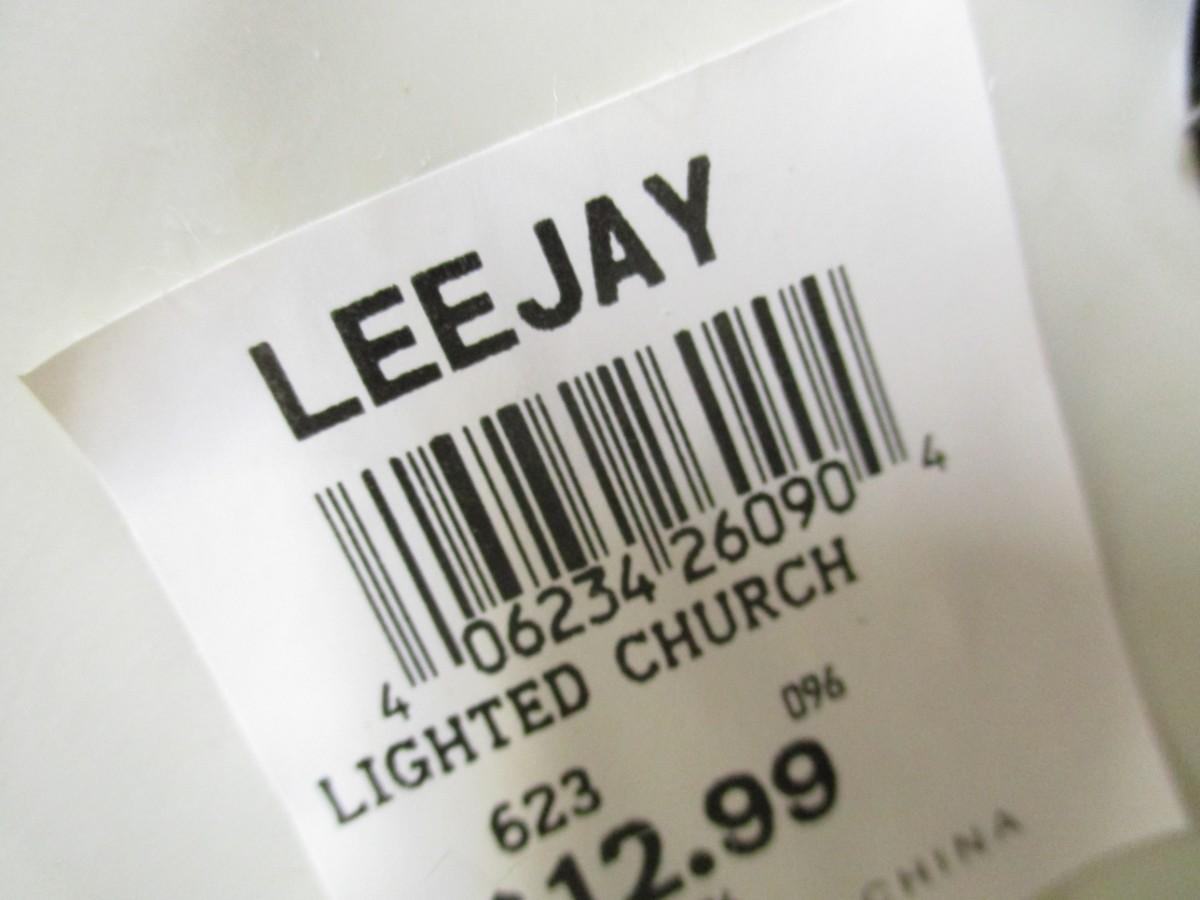 LEEJAY
4 06234 26090 4
LIGHTED CHURCH
096
623
12.99
CHINA